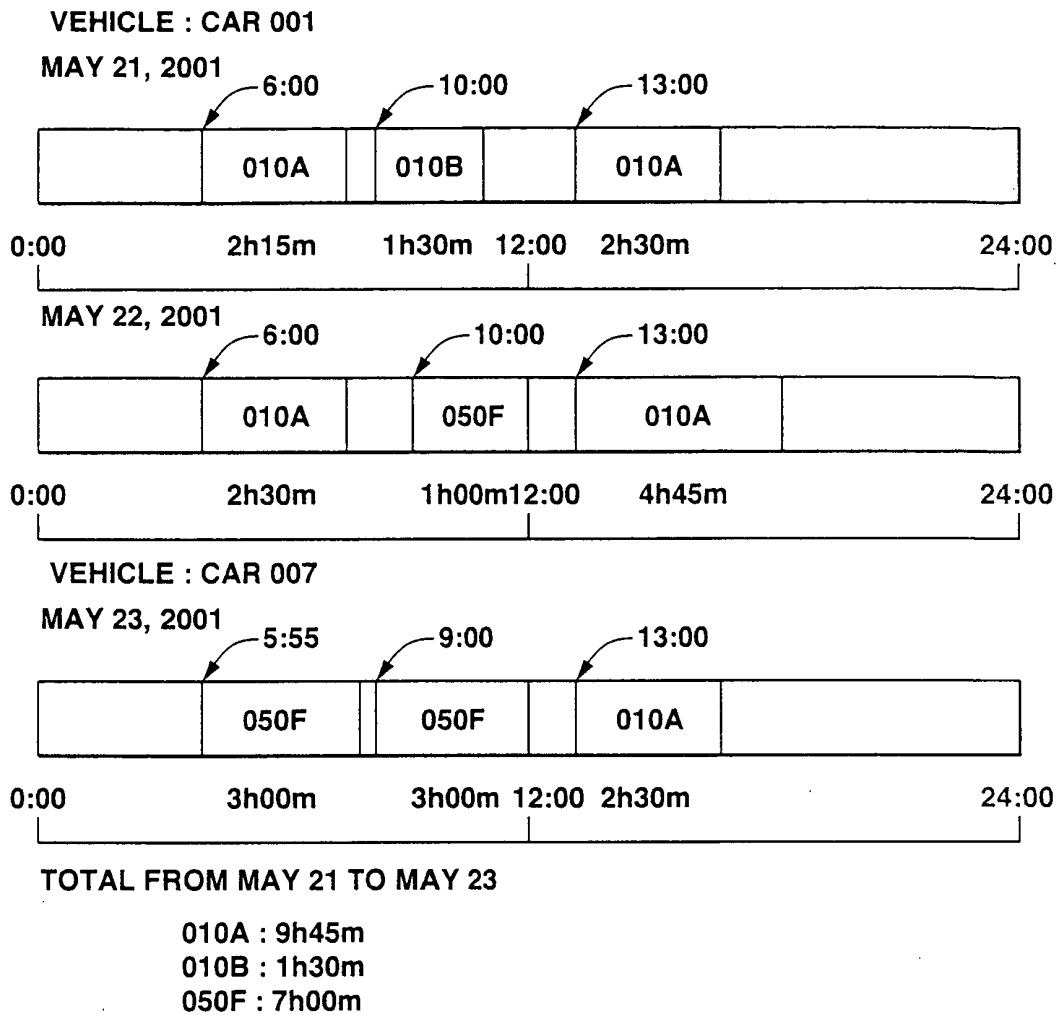 VEHICLE : CAR 001
MAY 21, 2001
6:00 10:00 13:00
010A 010B 010A
0:00 2h15m 1h30m 12:00 2h30m 24:00
MAY 22, 2001
6:00 10:00 13:00
010A 050F 010A
0:00 2h30m 1h00m12:00 4h45m 24:00
VEHICLE : CAR 007
MAY 23, 2001
5:55 9:00 13:00
050F 050F 010A
0:00 3h00m 3h00m 12:00 2h30m 24:00
TOTAL FROM MAY 21 TO MAY 23
010A : 9h45m
010B : 1h30m
050F : 7h00m